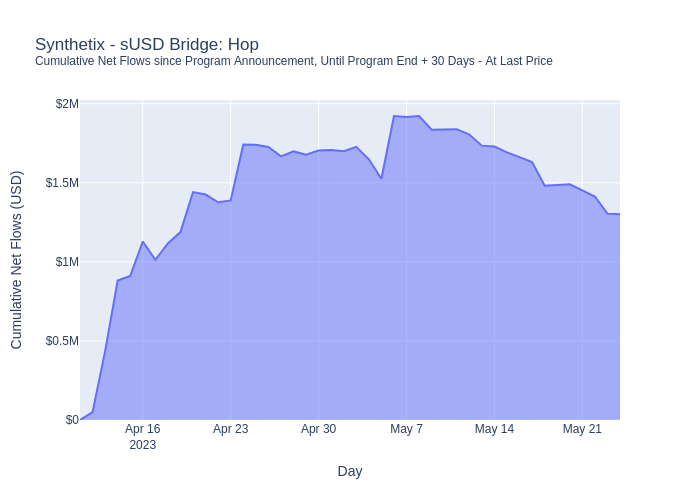 Synthetix - sUSD Bridge: Hop
Cumulative Net Flows since Program Announcement, Until Program End + 30 Days - At Last Price
Cumulative Net Flows (USD)
$2M
$1.5M
$1M
$0.5M
$0
Apr 16 Apr 23 Apr 30 May 7 May 14 May 21
2023
Day